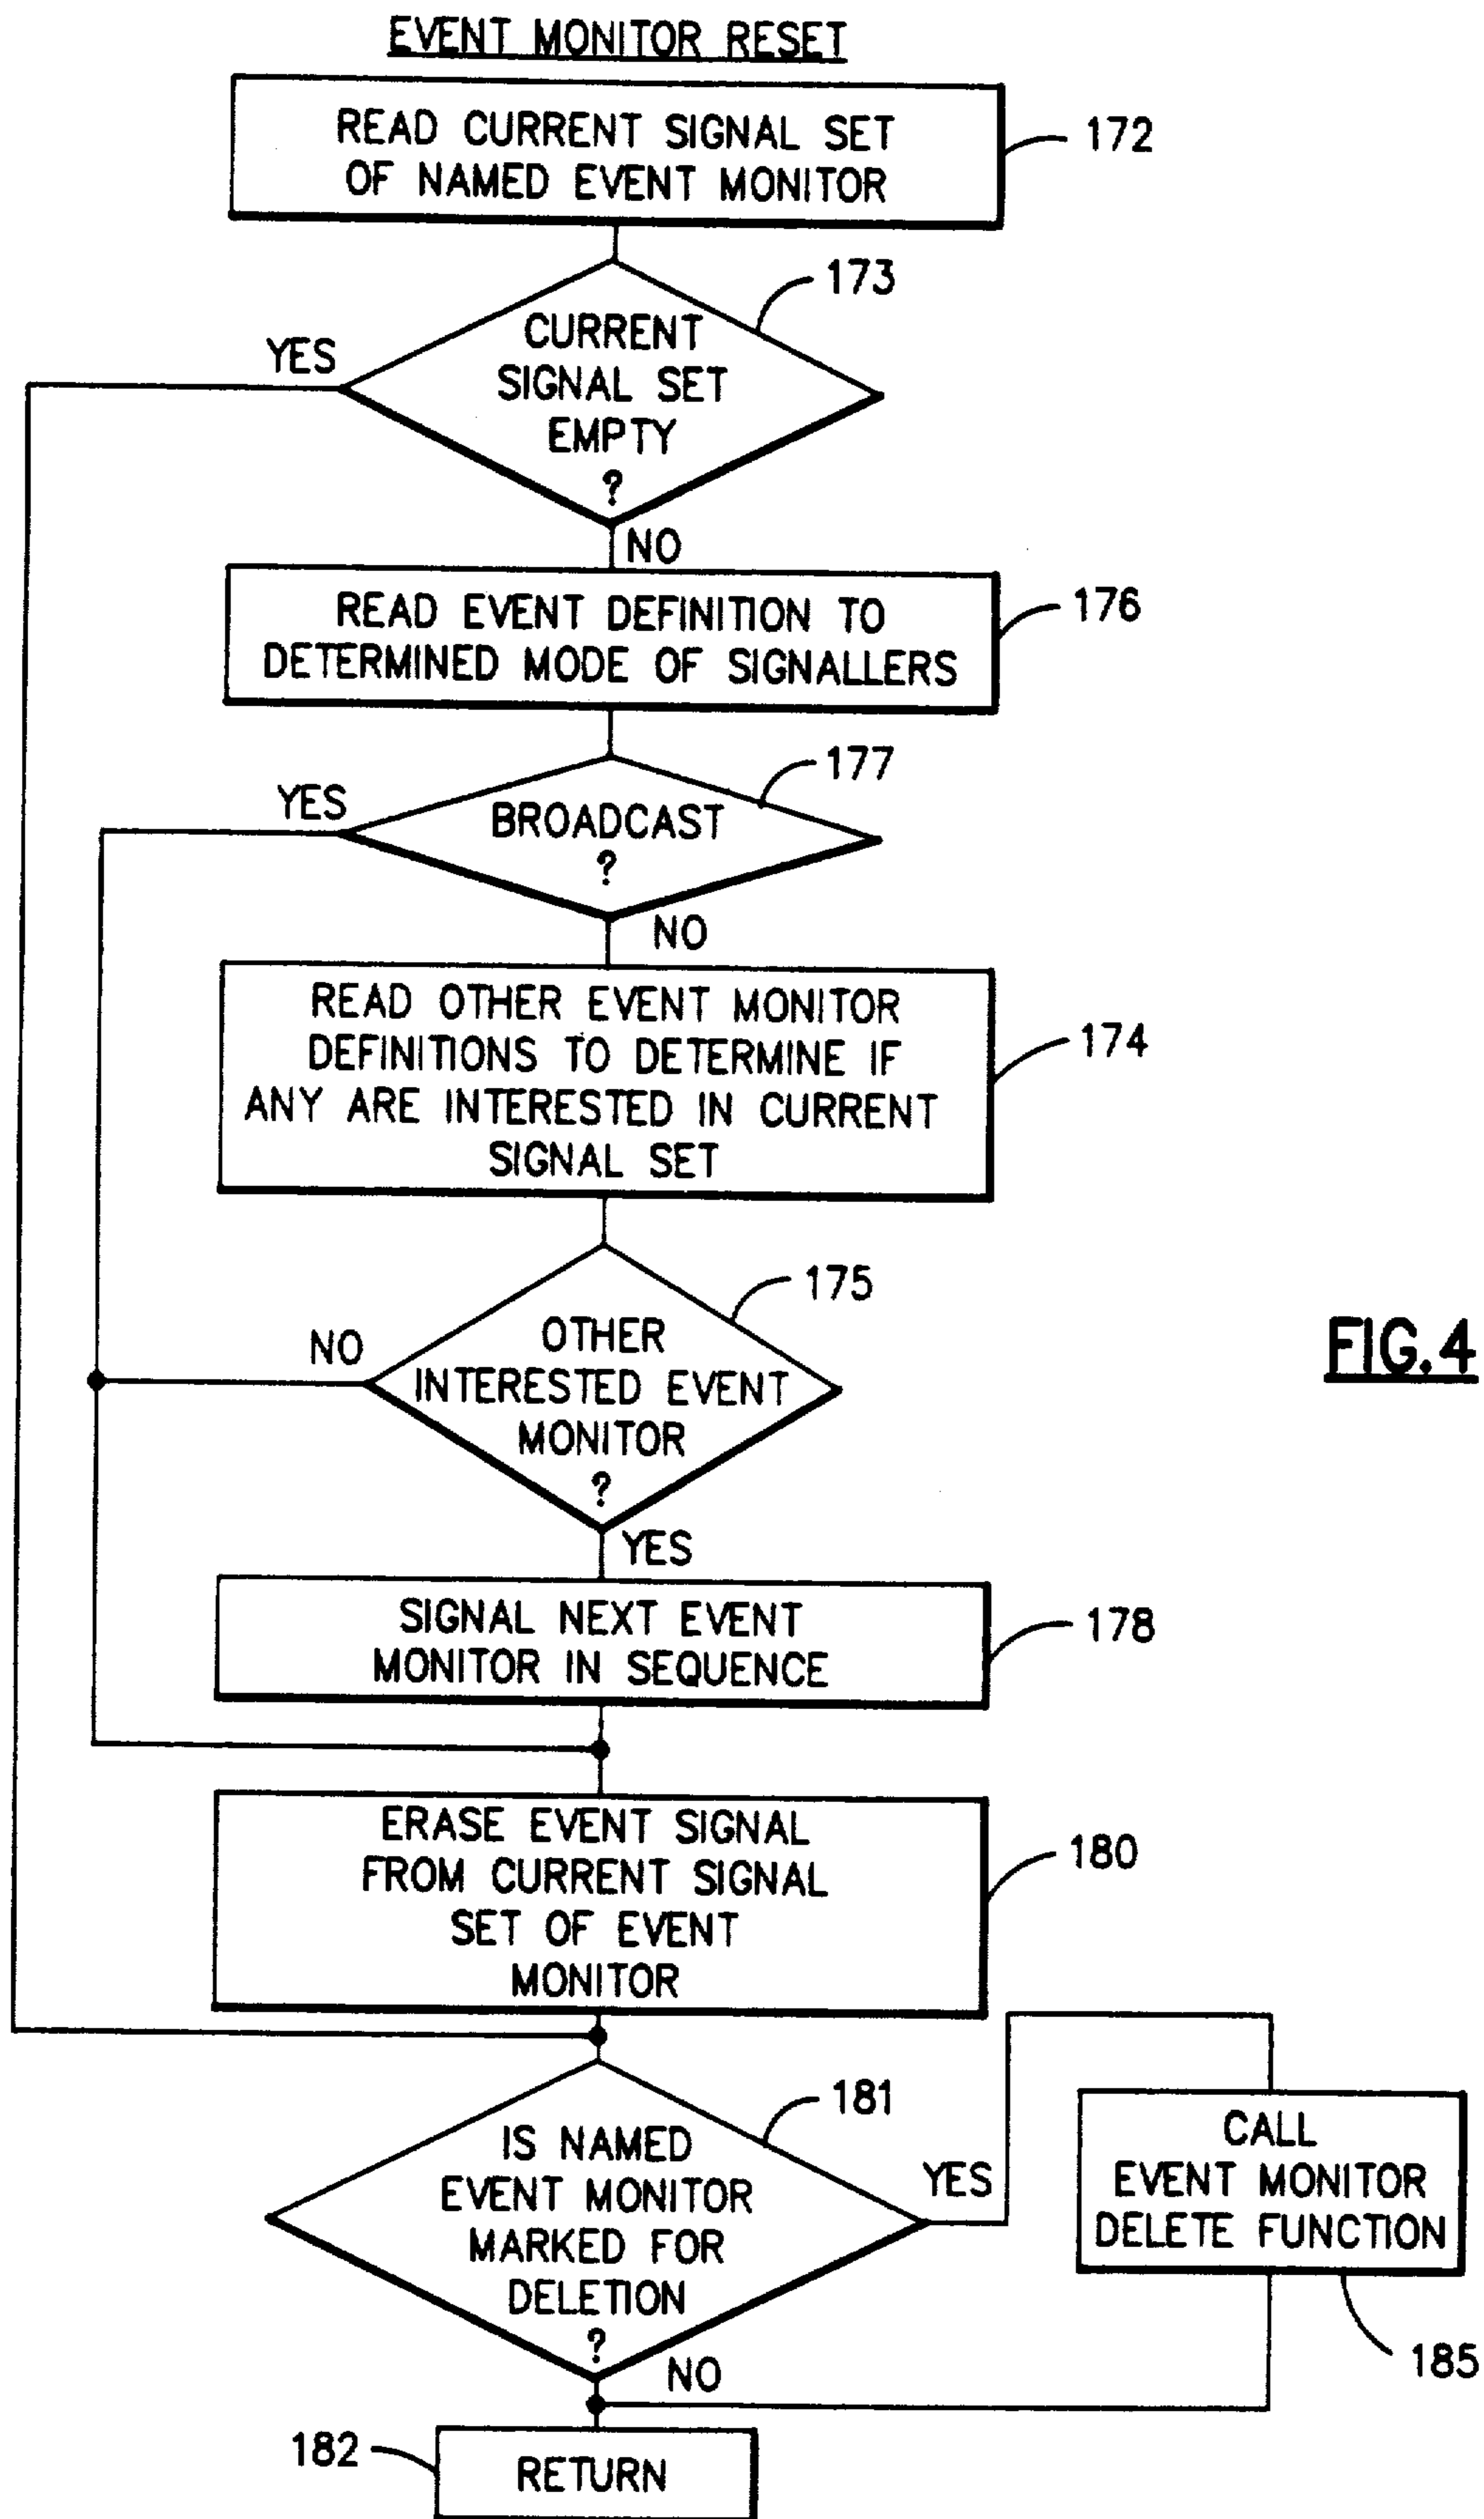 EVENT MONITOR RESET
READ CURRENT SIGNAL SET
OF NAMED EVENT MONITOR
172
173
CURRENT
SIGNAL SET
EMPTY
?
YES
NO
READ EVENT DEFINITION TO
DETERMINED MODE OF SIGNALLERS
176
177
YES
BROADCAST
?
NO
READ OTHER EVENT MONITOR
DEFINITIONS TO DETERMINE IF
ANY ARE INTERESTED IN CURRENT
SIGNAL SET
174
175
NO
OTHER
INTERESTED EVENT
MONITOR
?
YES
FIG.4
SIGNAL NEXT EVENT
MONITOR IN SEQUENCE
178
ERASE EVENT SIGNAL
FROM CURRENT SIGNAL
SET OF EVENT
MONITOR
180
181
IS NAMED
EVENT MONITOR
MARKED FOR
DELETION
?
YES
NO
CALL
EVENT MONITOR
DELETE FUNCTION
185
182
RETURN